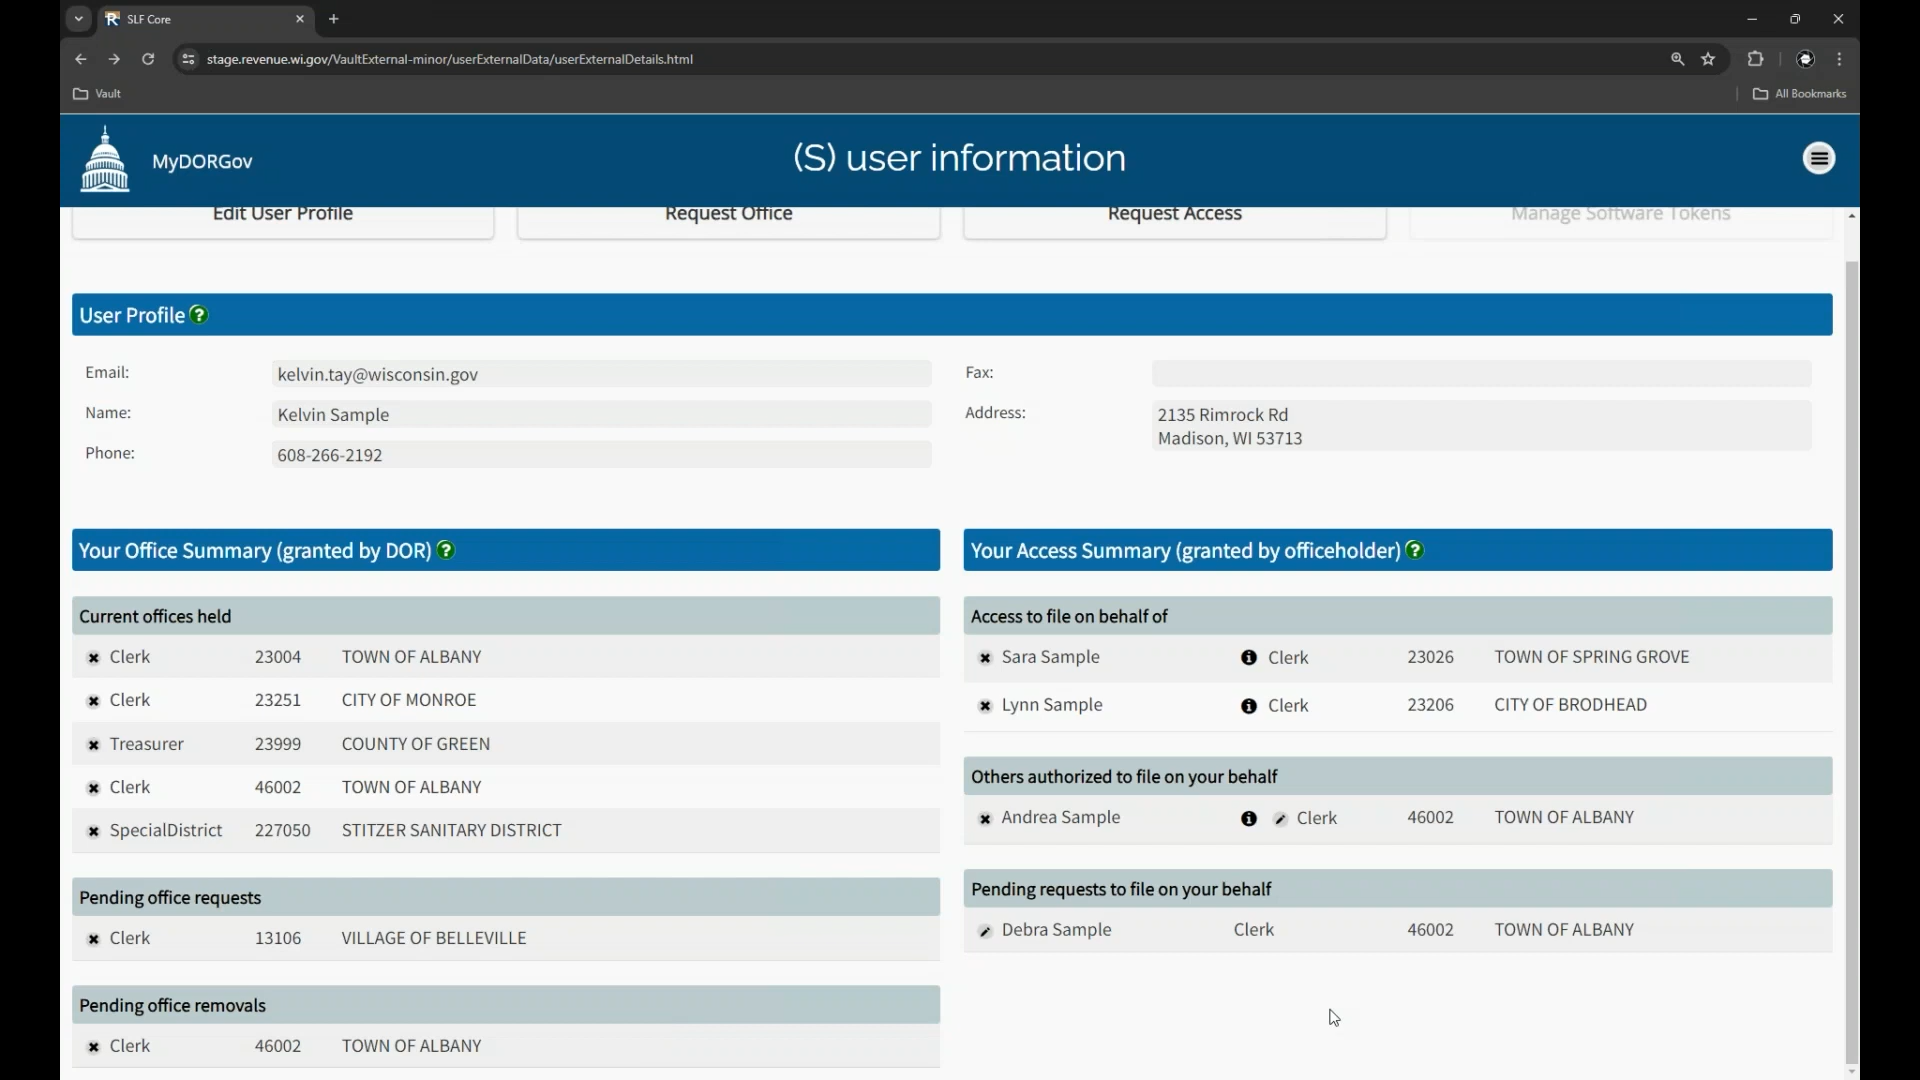 SLF Core
stage.revenue.wi.gov/VaultExternal-minor/userExternalData/userExternalDetails.html
Vault
All Bookmarks
MyDORGov
(S) user information
Edit User Profile
Request Office
Request Access
Manage Software Tokens
User Profile ?
Email: kelvin.tay@wisconsin.gov
Name: Kelvin Sample
Phone: 608-266-2192
Fax:
Address: 2135 Rimrock Rd
Madison, WI 53713
Your Office Summary (granted by DOR) ?
Current offices held
Clerk 23004 TOWN OF ALBANY
Clerk 23251 CITY OF MONROE
Treasurer 23999 COUNTY OF GREEN
Clerk 46002 TOWN OF ALBANY
SpecialDistrict 227050 STITZER SANITARY DISTRICT
Pending office requests
Clerk 13106 VILLAGE OF BELLEVILLE
Pending office removals
Clerk 46002 TOWN OF ALBANY
Your Access Summary (granted by officeholder) ?
Access to file on behalf of
Sara Sample Clerk 23026 TOWN OF SPRING GROVE
Lynn Sample Clerk 23206 CITY OF BRODHEAD
Others authorized to file on your behalf
Andrea Sample Clerk 46002 TOWN OF ALBANY
Pending requests to file on your behalf
Debra Sample Clerk 46002 TOWN OF ALBANY